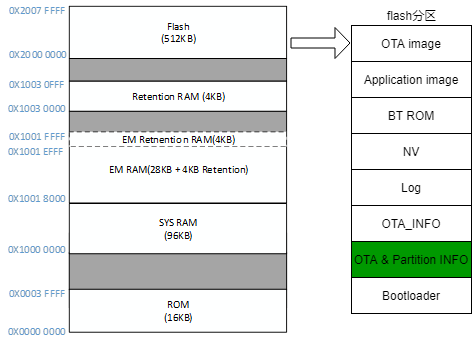 0X2007 FFFF
Flash
(512KB)
0X2000 0000
0X1003 0FFF
Retention RAM (4KB)
0X1003 0000
0X1001 FFFF
EM Retnention RAM(4KB)
0X1001 EFFF
EM RAM(28KB + 4KB Retention)
0X1001 8000
SYS RAM
(96KB)
0X1000 0000
0X0003 FFFF
ROM
(16KB)
0X0000 0000
flash分区
OTA image
Application image
BT ROM
NV
Log
OTA_INFO
OTA & Partition INFO
Bootloader